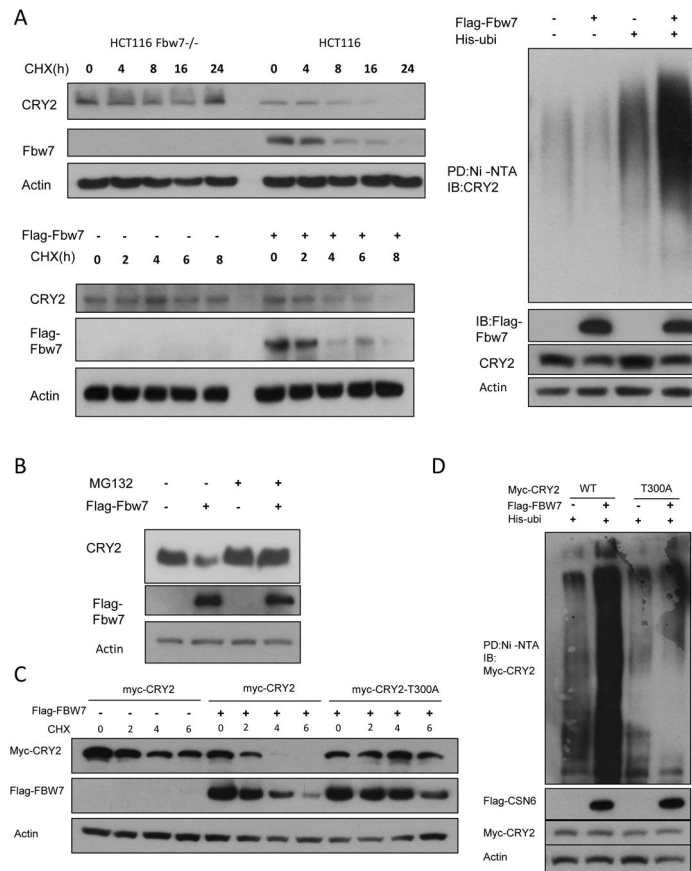 A
HCT116 Fbw7-/- HCT116
CHX(h) 0 4 8 16 24 0 4 8 16 24
CRY2
Fbw7
Actin
Flag-Fbw7 - - - - - + + + + +
CHX(h) 0 2 4 6 8 0 2 4 6 8
CRY2
Flag-
Fbw7
Actin
Flag-Fbw7 - + - +
His-ubi - - + +
PD:Ni -NTA
IB:CRY2
IB:Flag-
Fbw7
CRY2
Actin
B
MG132 - - + +
Flag-Fbw7 - + - +
CRY2
Flag-
Fbw7
Actin
C
myc-CRY2 myc-CRY2 myc-CRY2-T300A
Flag-FBW7 - - - - + + + + + + + +
CHX 0 2 4 6 0 2 4 6 0 2 4 6
Myc-CRY2
Flag-FBW7
Actin
D
Myc-CRY2 WT T300A
Flag-FBW7 - + - +
His-ubi + + + +
PD:Ni -NTA
IB:
Myc-CRY2
Flag-CSN6
Myc-CRY2
Actin